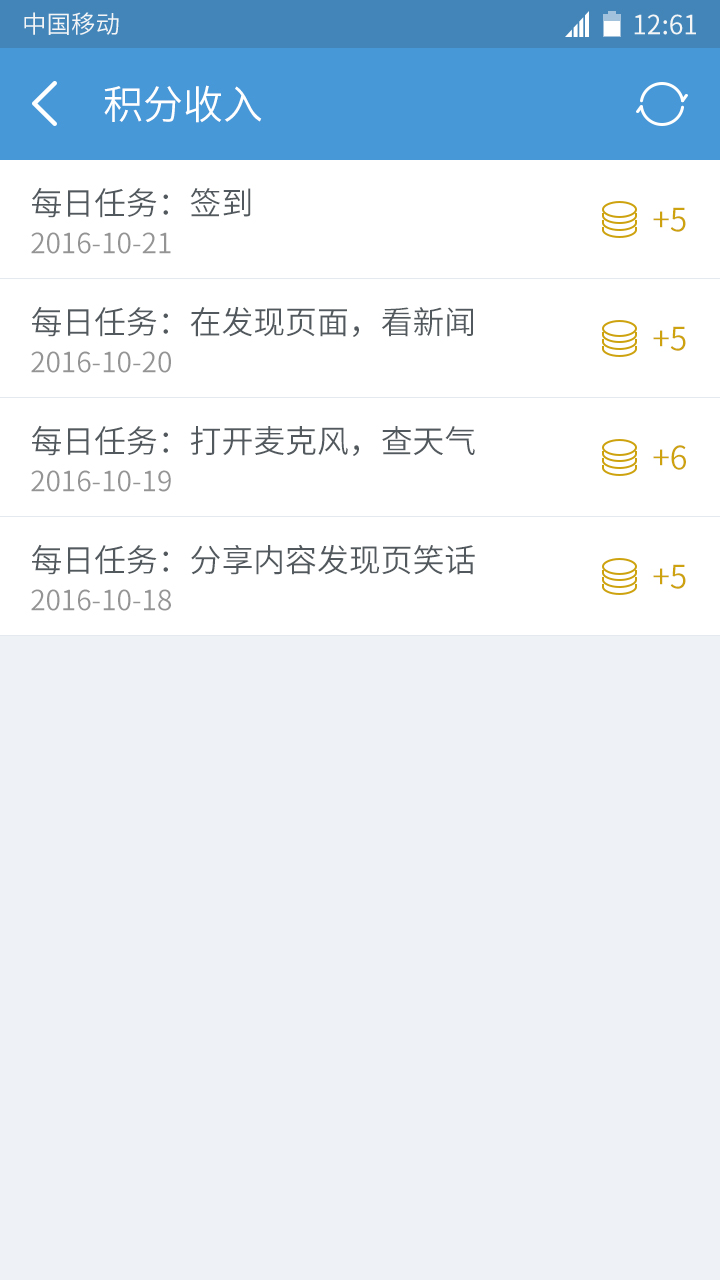 中国移动 12:61
积分收入
每日任务：签到
2016-10-21
+5
每日任务：在发现页面，看新闻
2016-10-20
+5
每日任务：打开麦克风，查天气
2016-10-19
+6
每日任务：分享内容发现页笑话
2016-10-18
+5